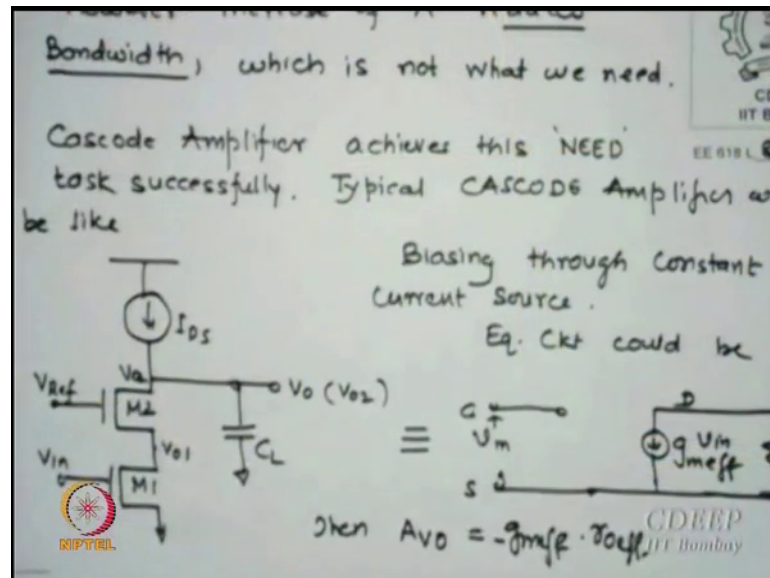 Bandwidth, which is not what we need.
Cascode Amplifier achieves this 'NEED'
task successfully. Typical CASCODE Amplifier
be like
Biasing through Constant
Current Source.
Eq. Ckt could be
IDS
Va
VRef
M2
Vo (Vo2)
Vin
M1
Vo1
CL
≡
G
Vin
S
D
gmeff Vin
Then Avo = -gmeff . roeff.
NPTEL
CDEEP
IIT Bombay
IIT B
EE 618 L